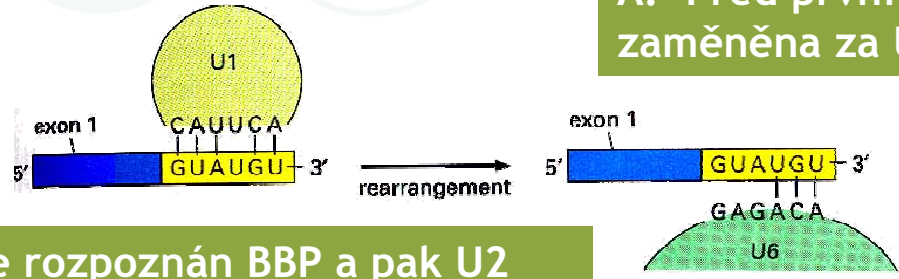 A. Před první
zaměněna za U
U1
exon 1
CAUUCA
5′ GUAUGU 3′
rearrangement
exon 1
5′ GUAUGU 3′
GAGACA
U6
e rozpoznán BBP a pak U2